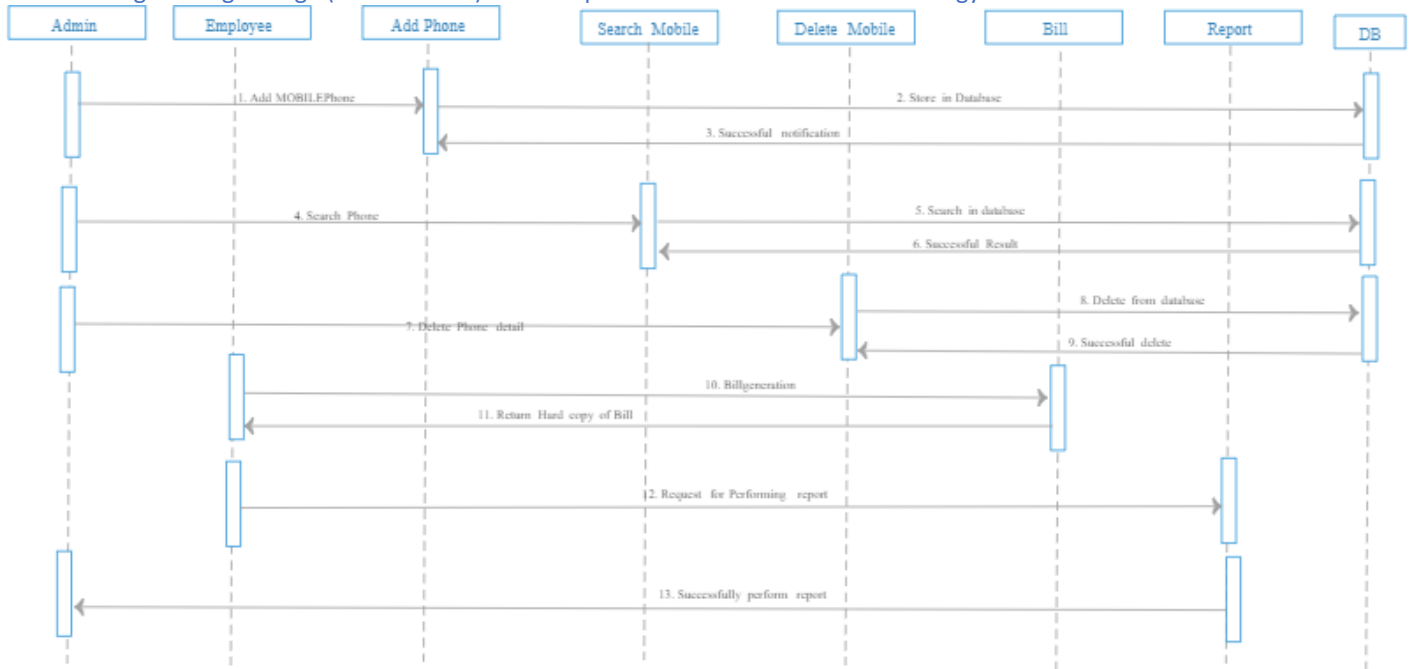 Admin
Employee
Add Phone
Search Mobile
Delete Mobile
Bill
Report
DB
1. Add MOBILEPhone
2. Store in Database
3. Successful notification
4. Search Phone
5. Search in database
6. Successful Result
7. Delete Phone detail
8. Delete from database
9. Successful delete
10. Billgeneration
11. Return Hard copy of Bill
12. Request for Performing report
13. Successfully perform report